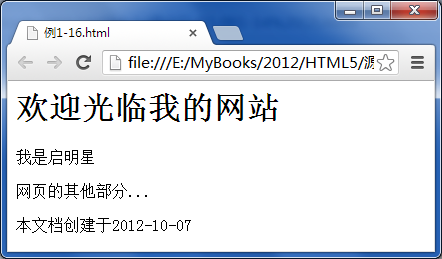 例1-16.html
file:///E:/MyBooks/2012/HTML5/源
欢迎光临我的网站
我是启明星
网页的其他部分...
本文档创建于2012-10-07